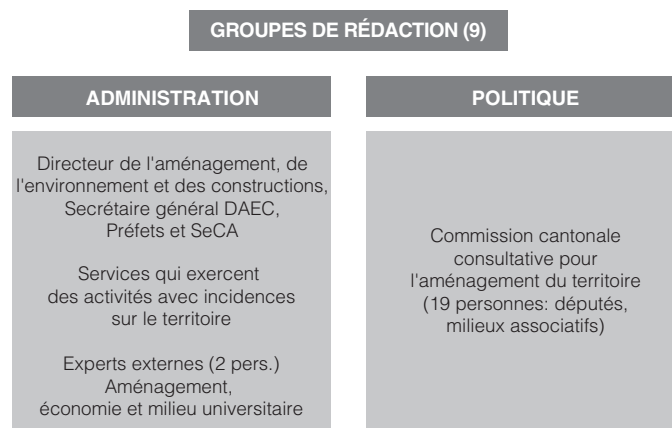 GROUPES DE RÉDACTION (9)
ADMINISTRATION
Directeur de l'aménagement, de
l'environnement et des constructions,
Secrétaire général DAEC,
Préfets et SeCA
Services qui exercent
des activités avec incidences
sur le territoire
Experts externes (2 pers.)
Aménagement,
économie et milieu universitaire
POLITIQUE
Commission cantonale
consultative pour
l'aménagement du territoire
(19 personnes: députés,
milieux associatifs)